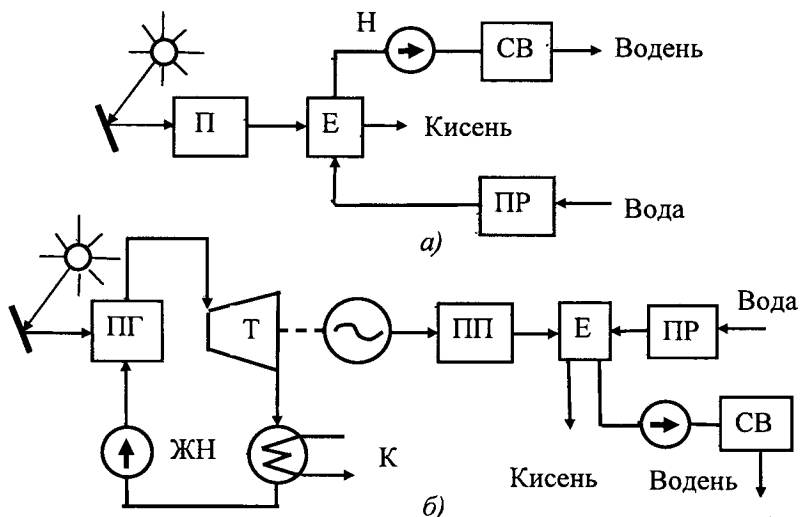 Н
СВ
Водень
П
Е
Кисень
ПР
Вода
а)
ПГ
Т
ПП
Е
ПР
Вода
ЖН
К
СВ
Кисень
Водень
б)